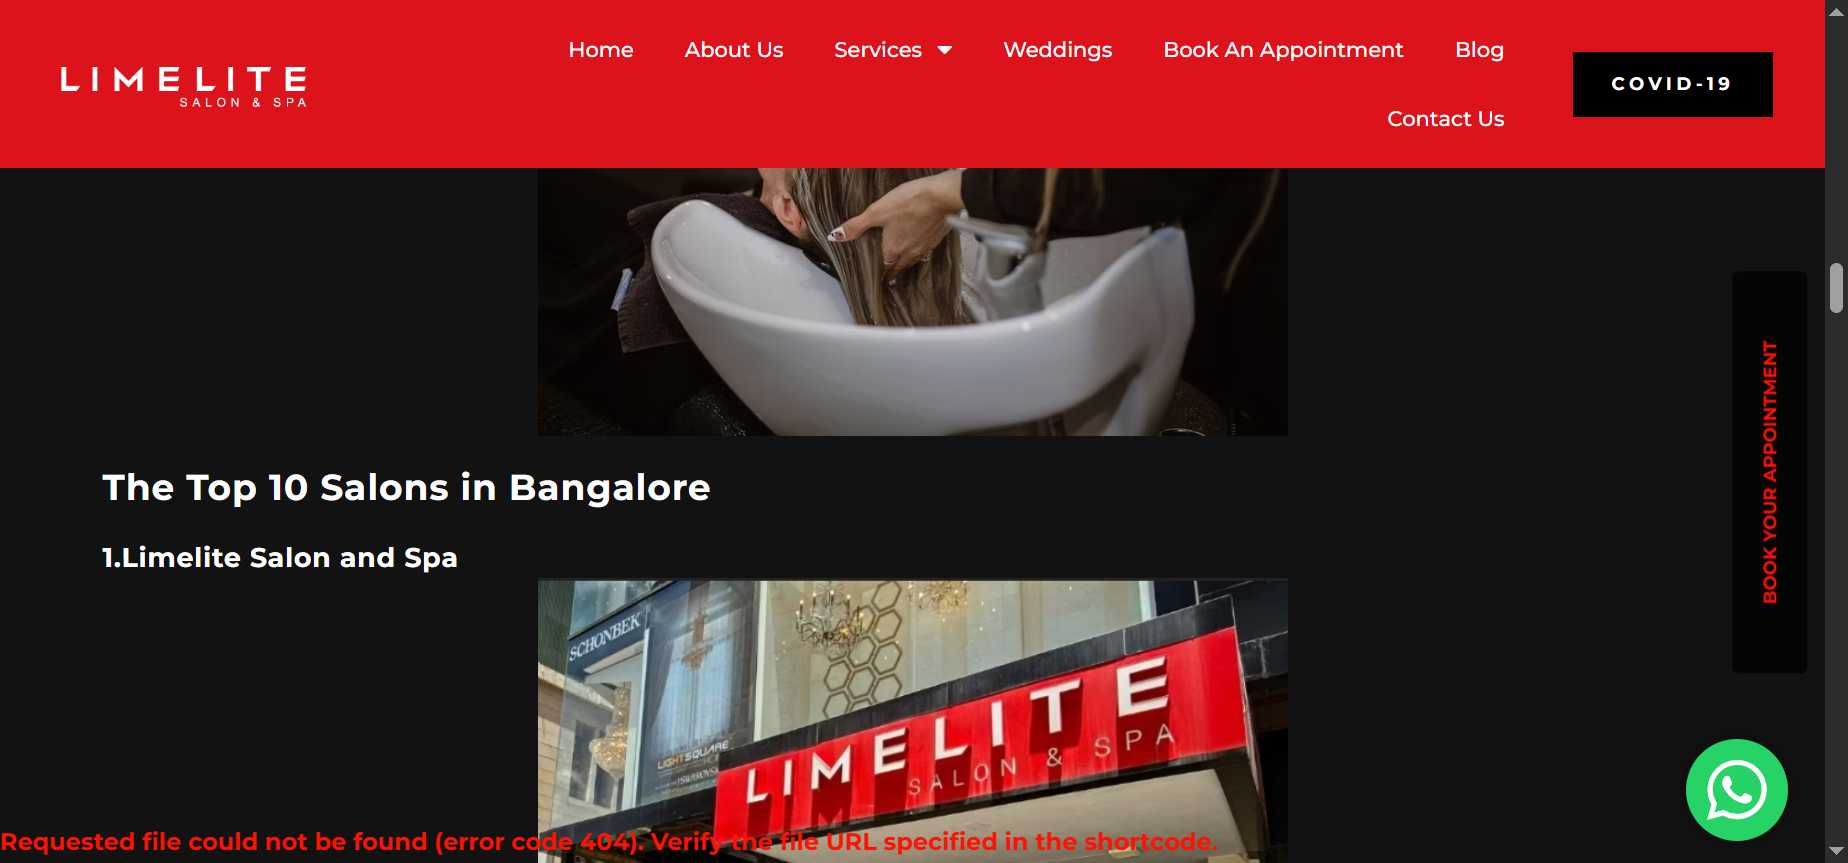 LIMELITE
SALON & SPA
Home
About Us
Services
Weddings
Book An Appointment
Blog
Contact Us
COVID-19
The Top 10 Salons in Bangalore
1.Limelite Salon and Spa
SCHONBEK
LIGHTSQUARE
LIMELITE
SALON & SPA
BOOK YOUR APPOINTMENT
Requested file could not be found (error code 404). Verify the file URL specified in the shortcode.